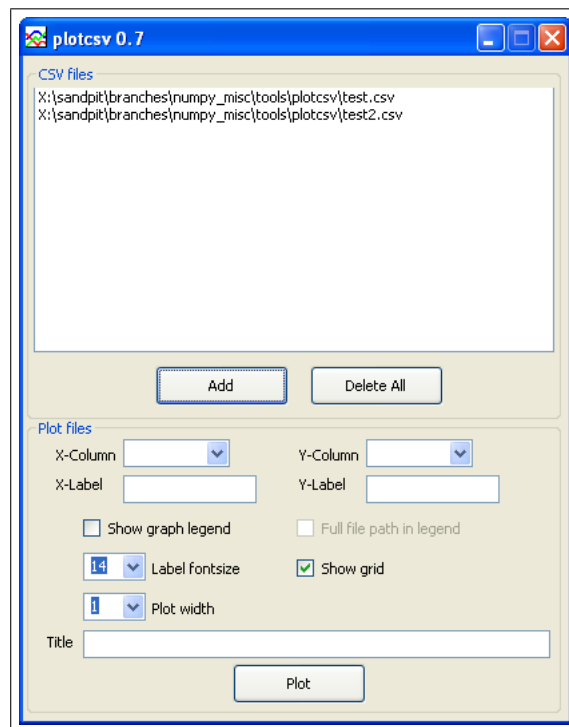 plotcsv 0.7
CSV files
X:\sandpit\branches\numpy_misc\tools\plotcsv\test.csv
X:\sandpit\branches\numpy_misc\tools\plotcsv\test2.csv
Add Delete All
Plot files
X-Column Y-Column
X-Label Y-Label
Show graph legend Full file path in legend
14 Label fontsize Show grid
1 Plot width
Title
Plot